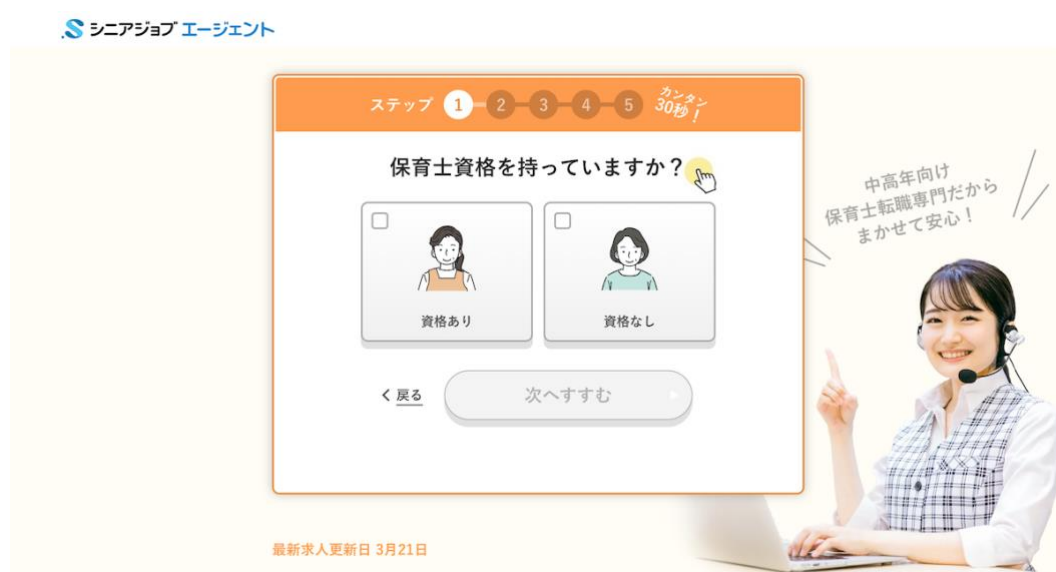 シニアジョブ エージェント
ステップ 1 2 3 4 5 カンタン
30秒!
保育士資格を持っていますか?
中高年向け
保育士転職専門だから
まかせて安心!
資格あり 資格なし
戻る 次へすすむ
最新求人更新日 3月21日